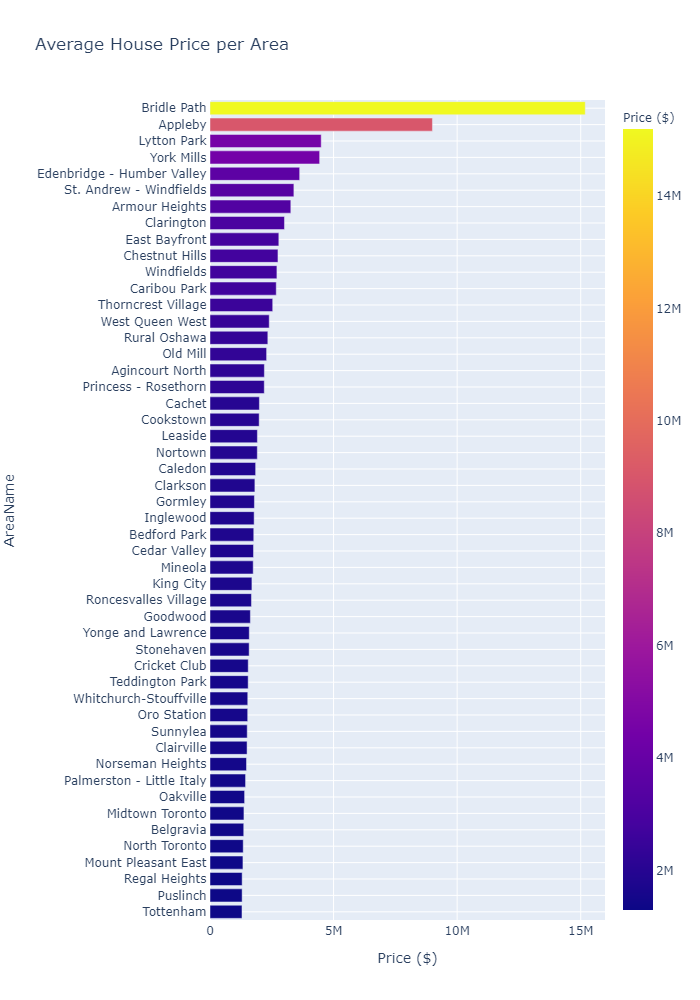 Average House Price per Area
Price ($)
Bridle Path
Appleby
Lytton Park
York Mills
Edenbridge - Humber Valley
St. Andrew - Windfields
Armour Heights
Clarington
East Bayfront
Chestnut Hills
Windfields
Caribou Park
Thorncrest Village
West Queen West
Rural Oshawa
Old Mill
Agincourt North
Princess - Rosethorn
Cachet
Cookstown
Leaside
Nortown
Caledon
Clarkson
Gormley
Inglewood
Bedford Park
Cedar Valley
Mineola
King City
Roncesvalles Village
Goodwood
Yonge and Lawrence
Stonehaven
Cricket Club
Teddington Park
Whitchurch-Stouffville
Oro Station
Sunnylea
Clairville
Norseman Heights
Palmerston - Little Italy
Oakville
Midtown Toronto
Belgravia
North Toronto
Mount Pleasant East
Regal Heights
Puslinch
Tottenham
AreaName
0 5M 10M 15M
Price ($)
14M
12M
10M
8M
6M
4M
2M